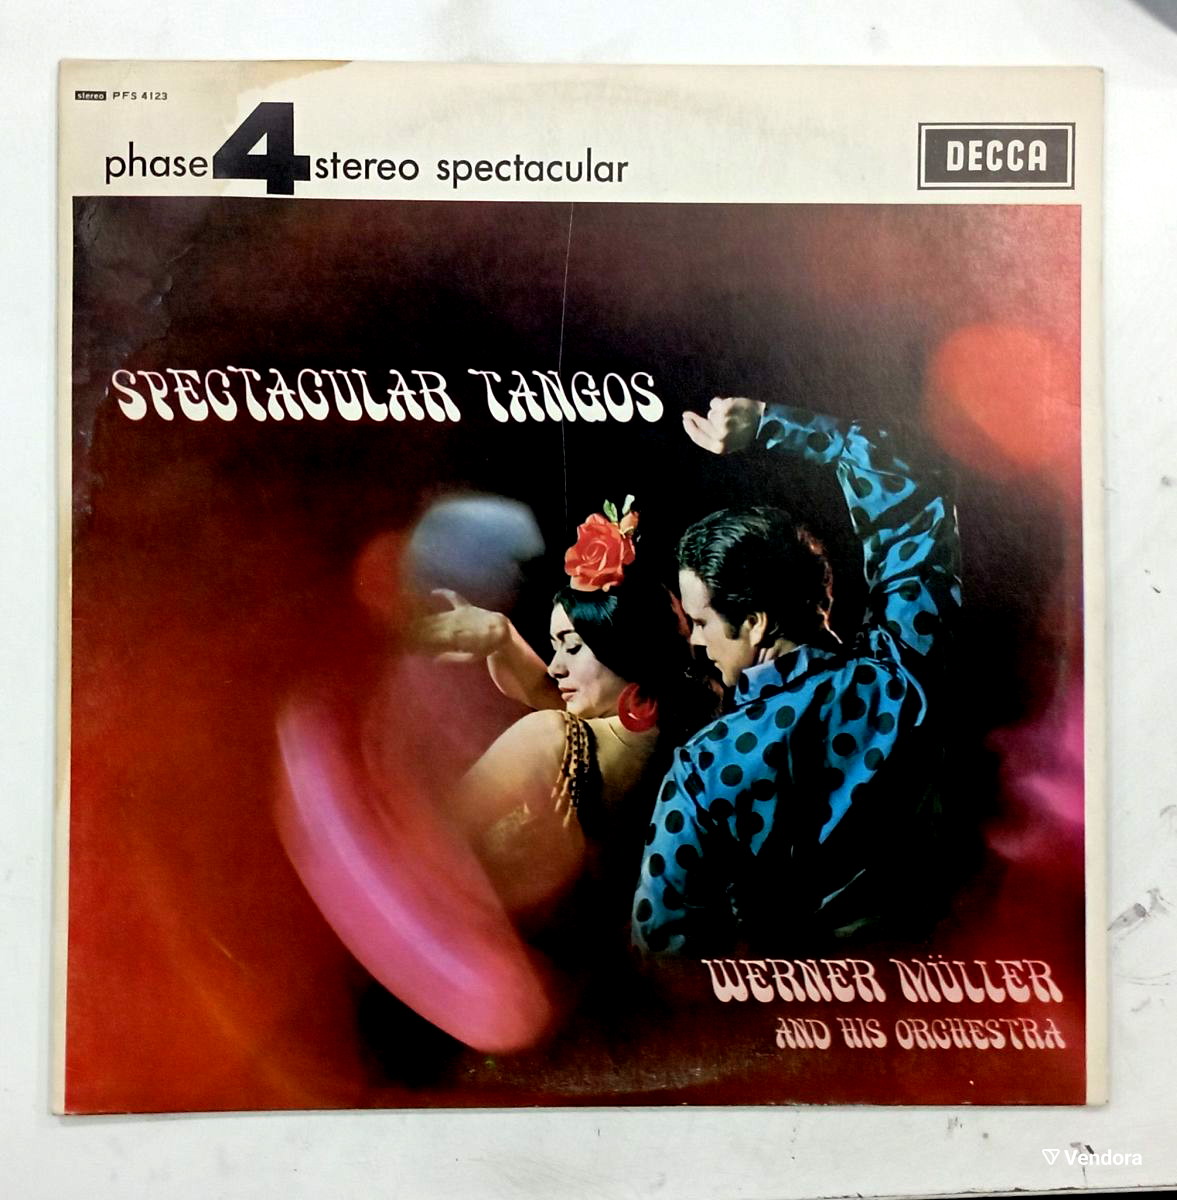 stereo PFS 4123
phase 4 stereo spectacular
DECCA
SPECTACULAR TANGOS
WERNER MÜLLER
AND HIS ORCHESTRA
Vendora